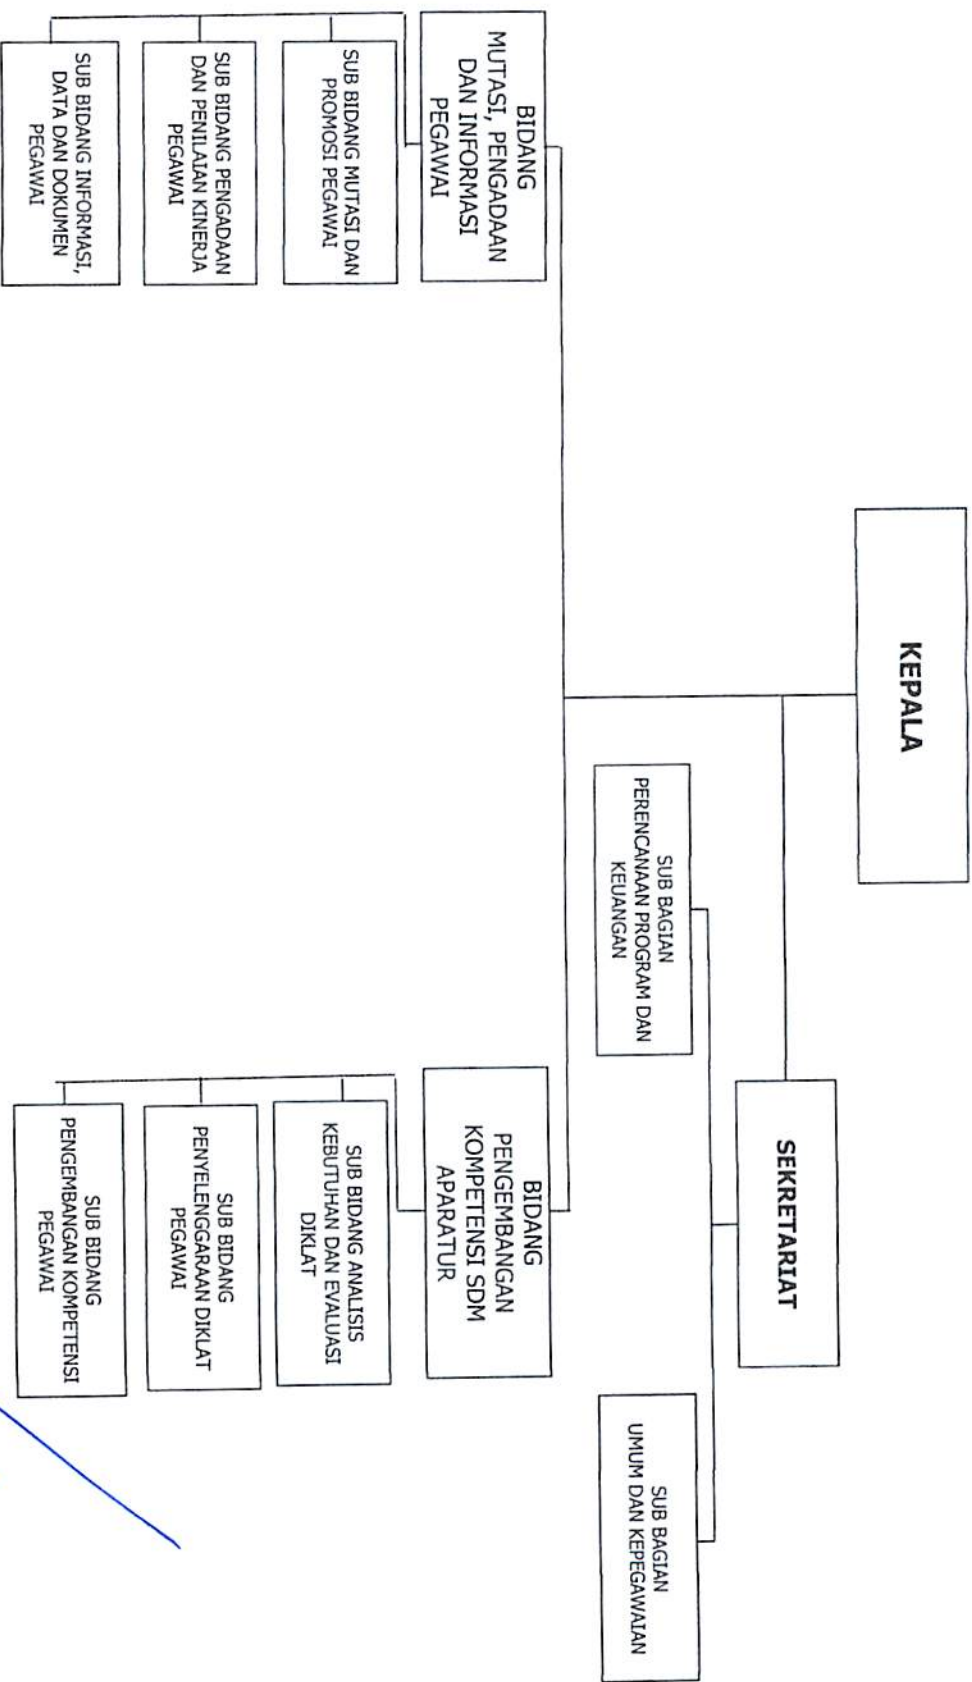 KEPALA
SEKRETARIAT
SUB BAGIAN
PERENCANAAN PROGRAM DAN
KEUANGAN
SUB BAGIAN
UMUM DAN KEPEGAWAIAN
BIDANG
MUTASI, PENGADAAN
DAN INFORMASI
PEGAWAI
SUB BIDANG MUTASI DAN
PROMOSI PEGAWAI
SUB BIDANG PENGADAAN
DAN PENILAIAN KINERJA
PEGAWAI
SUB BIDANG INFORMASI,
DATA DAN DOKUMEN
PEGAWAI
BIDANG
PENGEMBANGAN
KOMPETENSI SDM
APARATUR
SUB BIDANG ANALISIS
KEBUTUHAN DAN EVALUASI
DIKLAT
SUB BIDANG
PENYELENGGARAAN DIKLAT
PEGAWAI
SUB BIDANG
PENGEMBANGAN KOMPETENSI
PEGAWAI